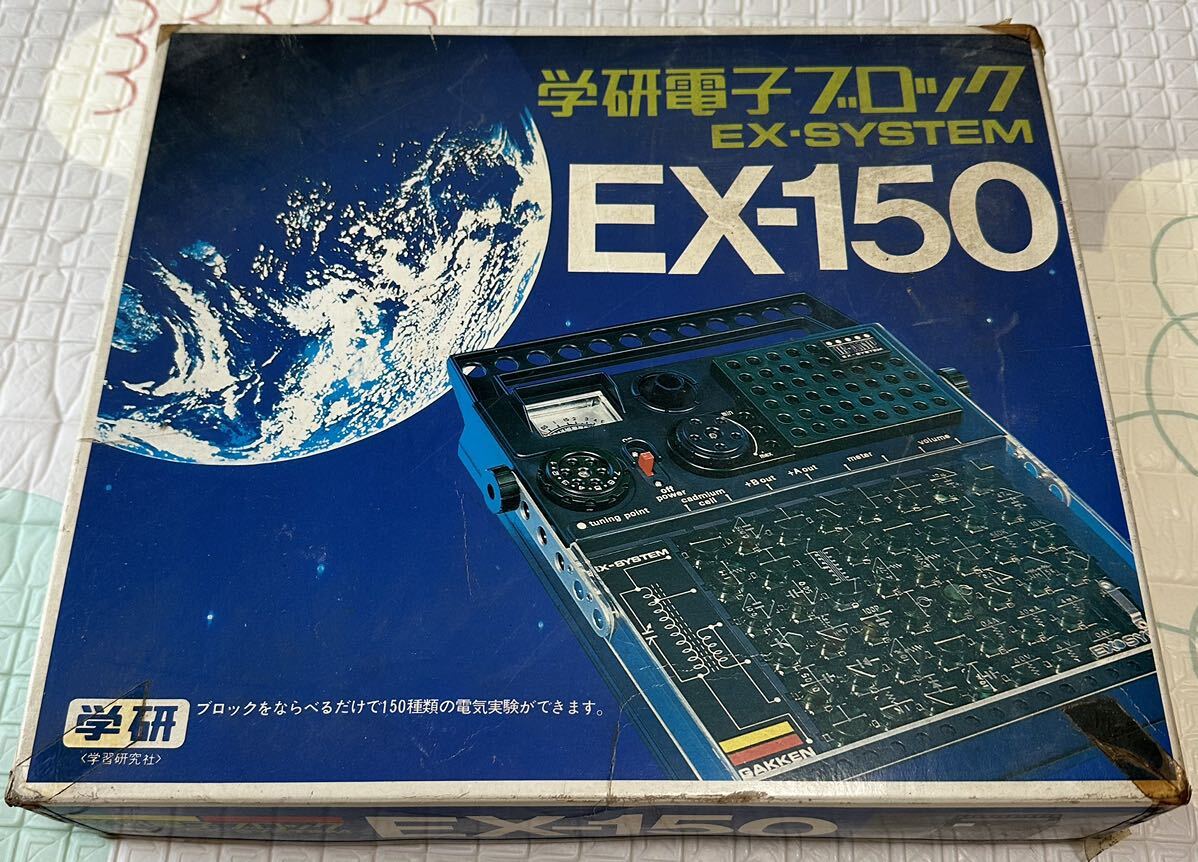 学研電子ブロック
EX·SYSTEM
EX-150
min
max
off
power
tuning point
cadmium
cell
+B out
+A out
meter
volume
EX-SYSTEM
GAKKEN
学研
〈学習研究社〉
ブロックをならべるだけで150種類の電気実験ができます。
EX-150